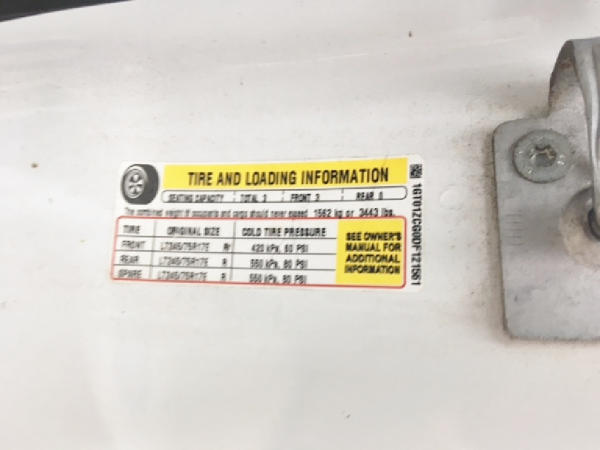 TIRE AND LOADING INFORMATION
SEATING CAPACITY TOTAL 3 FRONT 3 REAR 0
The combined weight of occupants and cargo should never exceed 1562 kg or 3443 lbs.
TIRE ORIGINAL SIZE COLD TIRE PRESSURE
FRONT LT245/75R17E R 420 kPa, 60 PSI
REAR LT245/75R17E R 550 kPa, 80 PSI
SPARE LT245/75R17E R 550 kPa, 80 PSI
SEE OWNER'S
MANUAL FOR
ADDITIONAL
INFORMATION
1GT01ZCG0DF121561